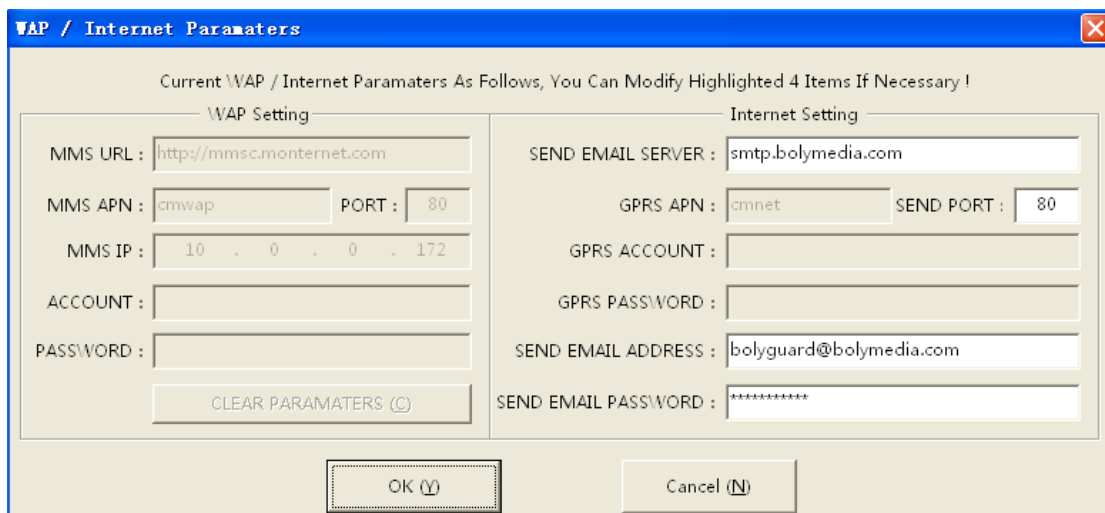 WAP / Internet Paramaters
Current WAP / Internet Paramaters As Follows, You Can Modify Highlighted 4 Items If Necessary !
WAP Setting
MMS URL : http://mmsc.monternet.com
MMS APN : cmwap PORT : 80
MMS IP : 10 . 0 . 0 . 172
ACCOUNT :
PASSWORD :
CLEAR PARAMATERS (C)
Internet Setting
SEND EMAIL SERVER : smtp.bolymedia.com
GPRS APN : cmnet SEND PORT : 80
GPRS ACCOUNT :
GPRS PASSWORD :
SEND EMAIL ADDRESS : bolyguard@bolymedia.com
SEND EMAIL PASSWORD : ***********
OK (Y) Cancel (N)